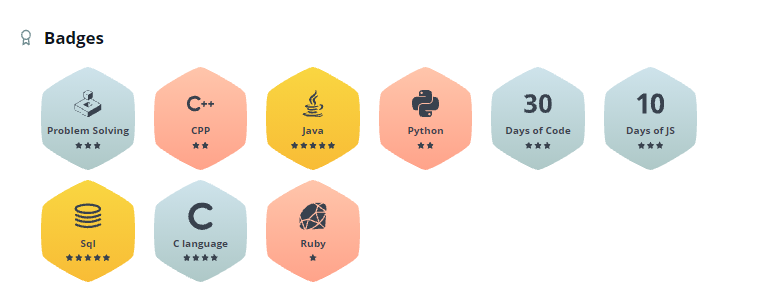 Badges
C++
30
10
Problem Solving
CPP
Java
Python
Days of Code
Days of JS
C
Sql
C language
Ruby